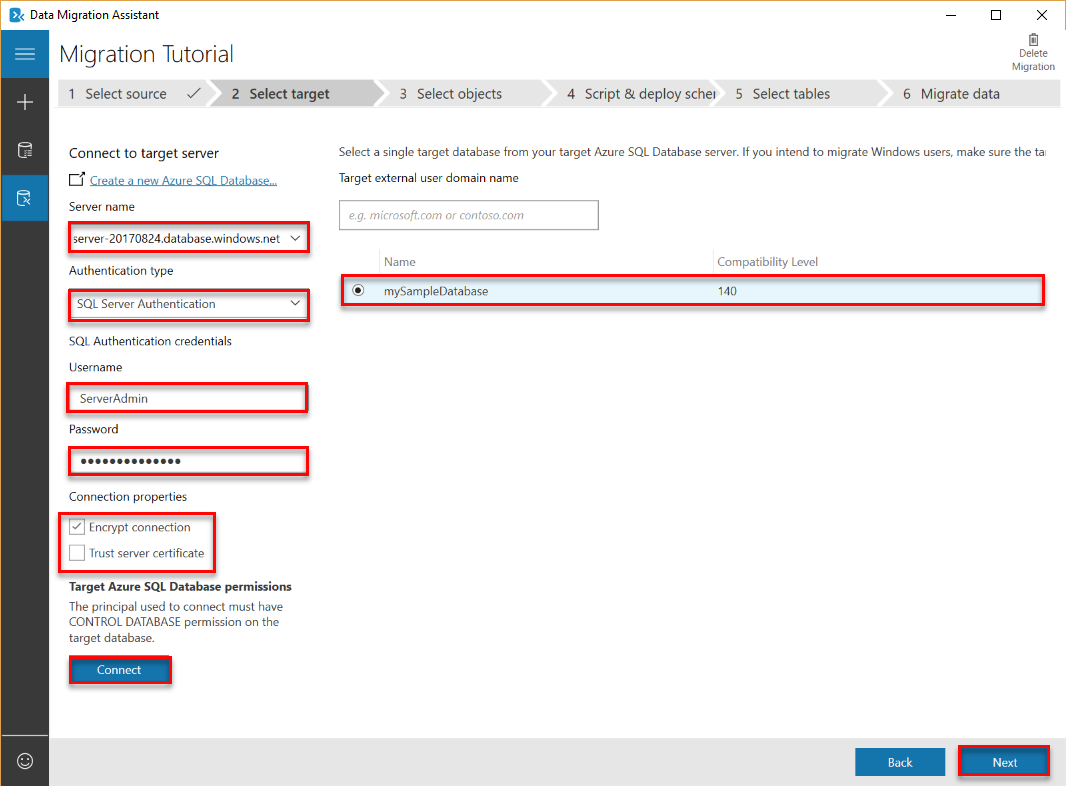 Data Migration Assistant
Migration Tutorial
Delete
Migration
1 Select source
2 Select target
3 Select objects
4 Script & deploy scher
5 Select tables
6 Migrate data
Connect to target server
Create a new Azure SQL Database...
Server name
server-20170824.database.windows.net
Authentication type
SQL Server Authentication
SQL Authentication credentials
Username
ServerAdmin
Password
••••••••••••••
Connection properties
Encrypt connection
Trust server certificate
Target Azure SQL Database permissions
The principal used to connect must have
CONTROL DATABASE permission on the
target database.
Connect
Select a single target database from your target Azure SQL Database server. If you intend to migrate Windows users, make sure the ta
Target external user domain name
e.g. microsoft.com or contoso.com
Name Compatibility Level
mySampleDatabase 140
Back Next